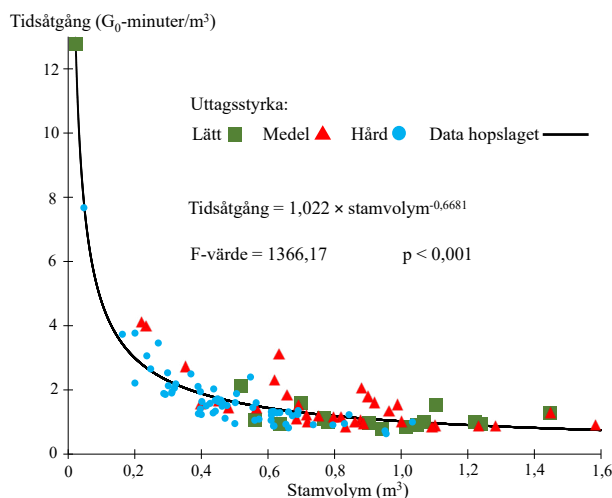 Tidsåtgång (G₀-minuter/m³)
12
10
8
6
4
2
0
Uttagsstyrka:
Lätt Medel Hård Data hopslaget
Tidsåtgång = 1,022 × stamvolym⁻⁰,⁶⁶⁸¹
F-värde = 1366,17 p < 0,001
0 0,2 0,4 0,6 0,8 1,0 1,2 1,4 1,6
Stamvolym (m³)